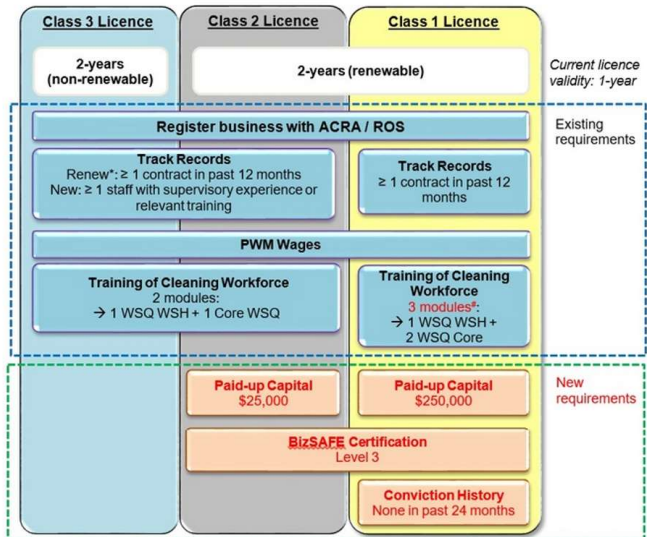 Class 3 Licence
Class 2 Licence
Class 1 Licence
2-years
(non-renewable)
2-years (renewable)
Current licence
validity: 1-year
Register business with ACRA / ROS
Existing
requirements
Track Records
Renew*: ≥ 1 contract in past 12 months
New: ≥ 1 staff with supervisory experience or
relevant training
Track Records
≥ 1 contract in past 12
months
PWM Wages
Training of Cleaning Workforce
2 modules:
→ 1 WSQ WSH + 1 Core WSQ
Training of Cleaning
Workforce
3 modules#:
→ 1 WSQ WSH +
2 WSQ Core
Paid-up Capital
$25,000
Paid-up Capital
$250,000
New
requirements
BizSAFE Certification
Level 3
Conviction History
None in past 24 months